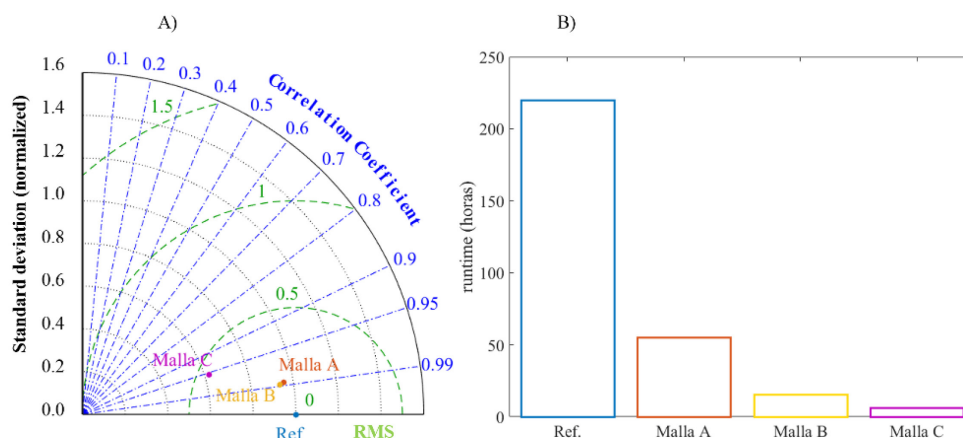 A)
Standard deviation (normalized)
1.6
1.4
1.2
1.0
0.8
0.6
0.4
0.2
0.0
0.1
0.2
0.3
0.4
0.5
0.6
0.7
0.8
0.9
0.95
0.99
Correlation Coefficient
1.5
1
0.5
0
Malla C
Malla A
Malla B
Ref
RMS
B)
runtime (horas)
250
200
150
100
50
0
Ref.
Malla A
Malla B
Malla C